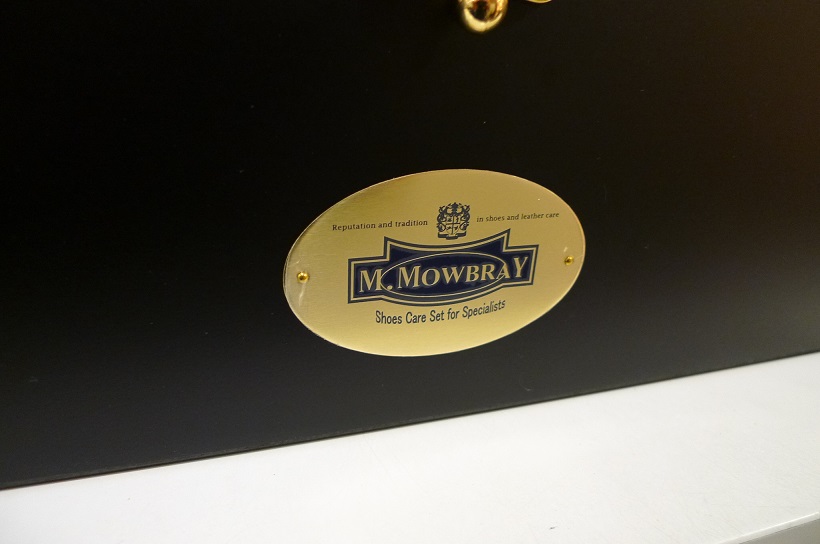 Reputation and tradition in shoes and leather care
M. MOWBRAY
Shoes Care Set for Specialists